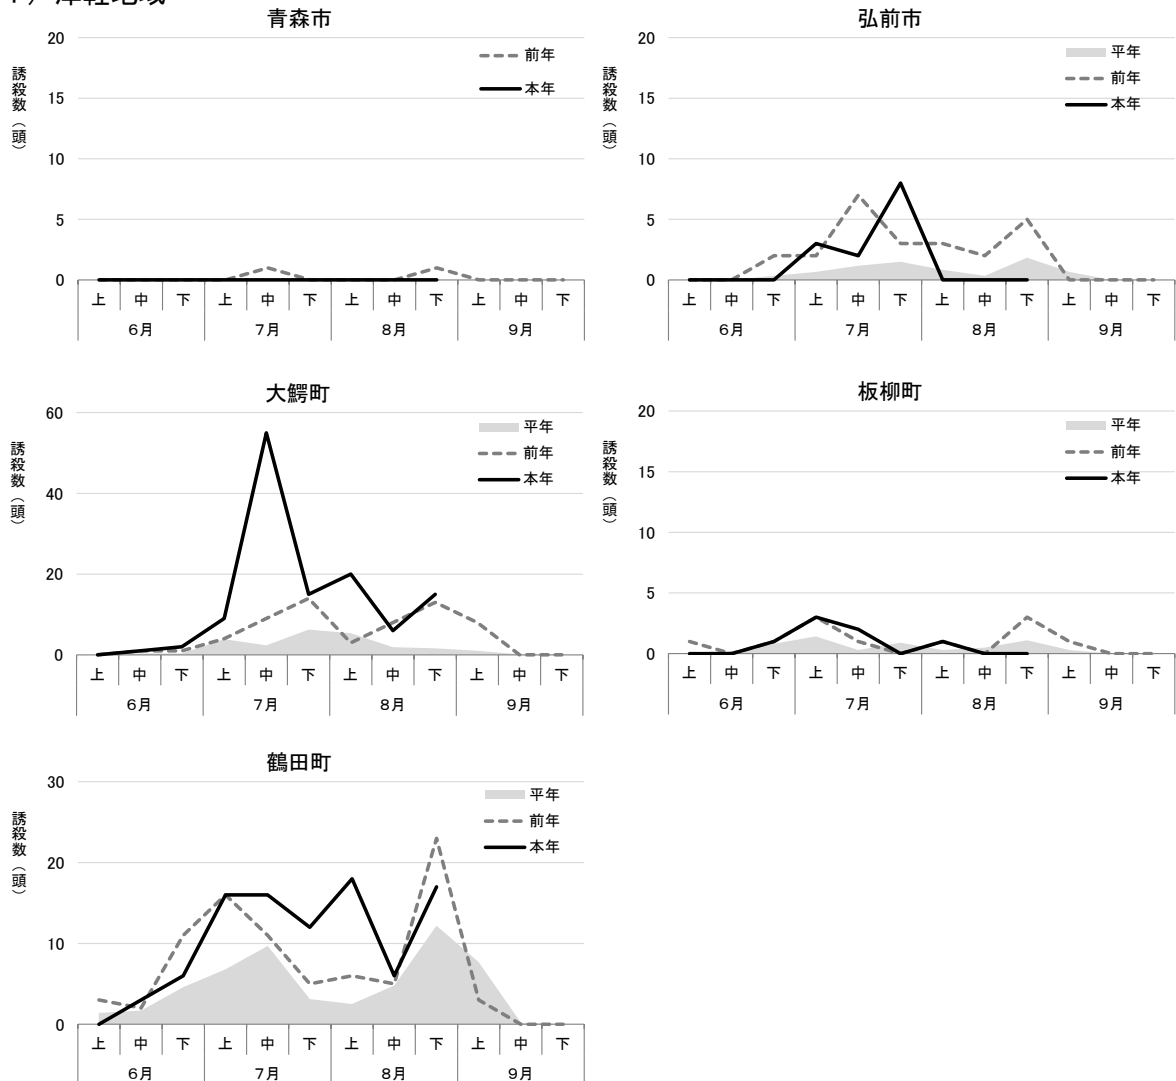 津軽地域
青森市
20
15
10
5
0
誘殺数（頭）
前年
本年
上 中 下 上 中 下 上 中 下 上 中 下
6月 7月 8月 9月
弘前市
20
15
10
5
0
誘殺数（頭）
平年
前年
本年
上 中 下 上 中 下 上 中 下 上 中 下
6月 7月 8月 9月
大鰐町
60
40
20
0
誘殺数（頭）
平年
前年
本年
上 中 下 上 中 下 上 中 下 上 中 下
6月 7月 8月 9月
板柳町
20
15
10
5
0
誘殺数（頭）
平年
前年
本年
上 中 下 上 中 下 上 中 下 上 中 下
6月 7月 8月 9月
鶴田町
30
20
10
0
誘殺数（頭）
平年
前年
本年
上 中 下 上 中 下 上 中 下 上 中 下
6月 7月 8月 9月